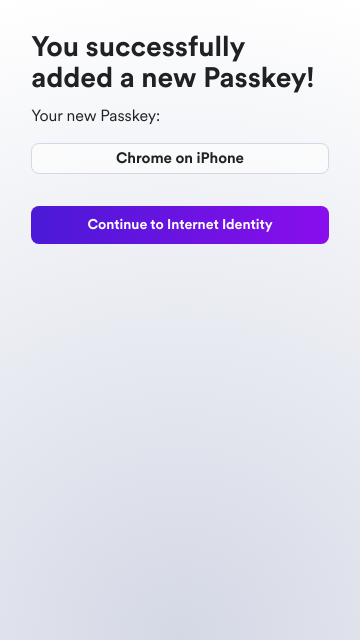 You successfully
added a new Passkey!
Your new Passkey:
Chrome on iPhone
Continue to Internet Identity